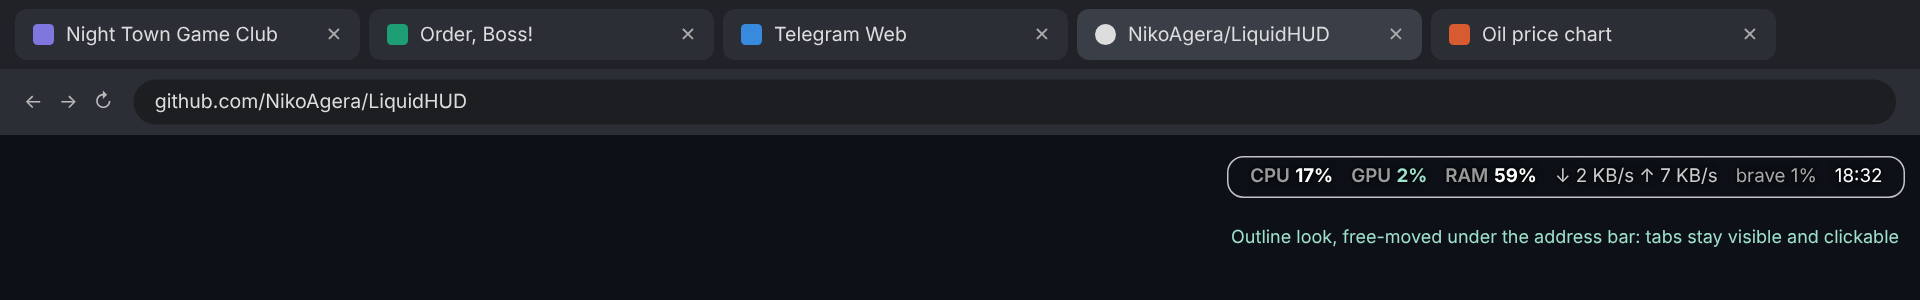 Night Town Game Club ✕ Order, Boss! ✕ Telegram Web ✕ NikoAgera/LiquidHUD ✕ Oil price chart ✕
github.com/NikoAgera/LiquidHUD
CPU 17% GPU 2% RAM 59% ↓ 2 KB/s ↑ 7 KB/s brave 1% 18:32
Outline look, free-moved under the address bar: tabs stay visible and clickable